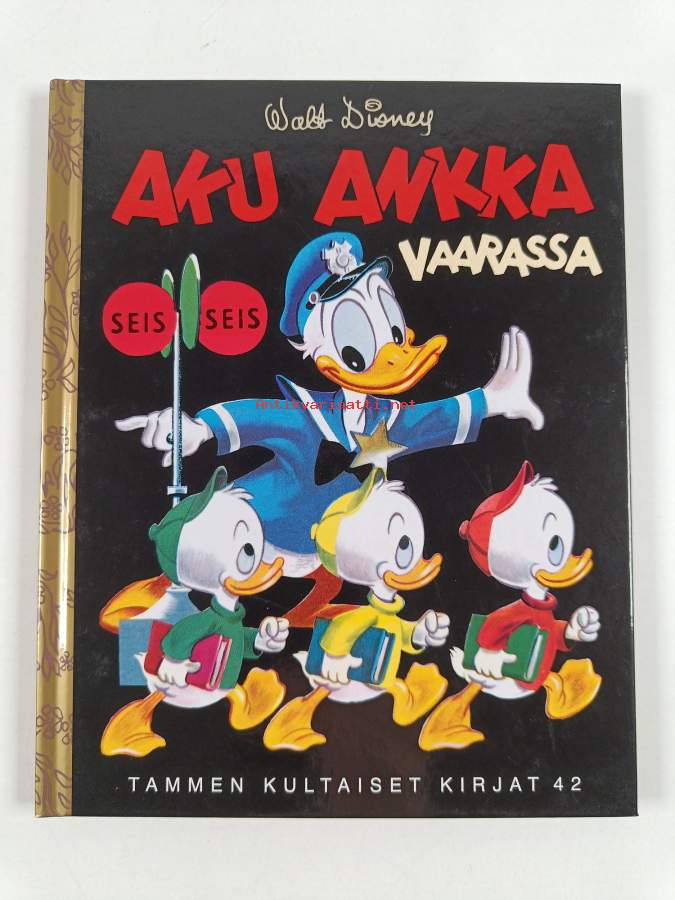 Walt Disney
AKU ANKKA
VAARASSA
SEIS SEIS
Antikvariaatti.net
TAMMEN KULTAISET KIRJAT 42